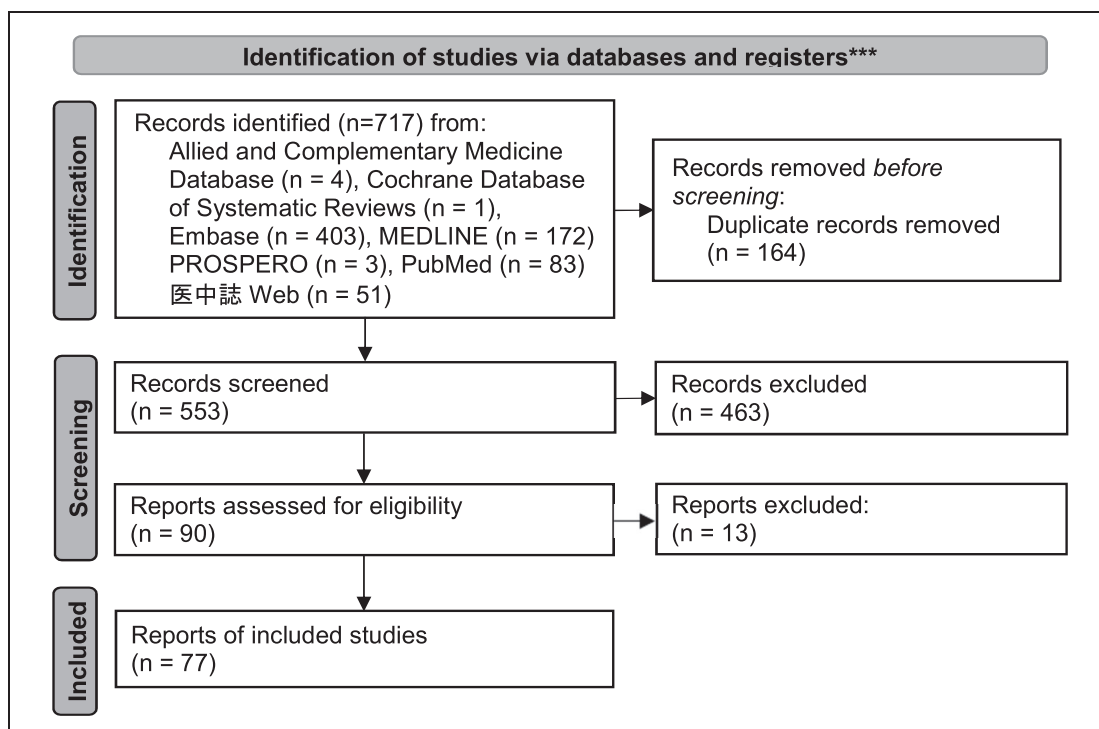 Identification of studies via databases and registers***
Identification
Records identified (n=717) from:
Allied and Complementary Medicine
Database (n = 4), Cochrane Database
of Systematic Reviews (n = 1),
Embase (n = 403), MEDLINE (n = 172)
PROSPERO (n = 3), PubMed (n = 83)
医中誌 Web (n = 51)
Records removed before
screening:
Duplicate records removed
(n = 164)
Screening
Records screened
(n = 553)
Records excluded
(n = 463)
Reports assessed for eligibility
(n = 90)
Reports excluded:
(n = 13)
Included
Reports of included studies
(n = 77)